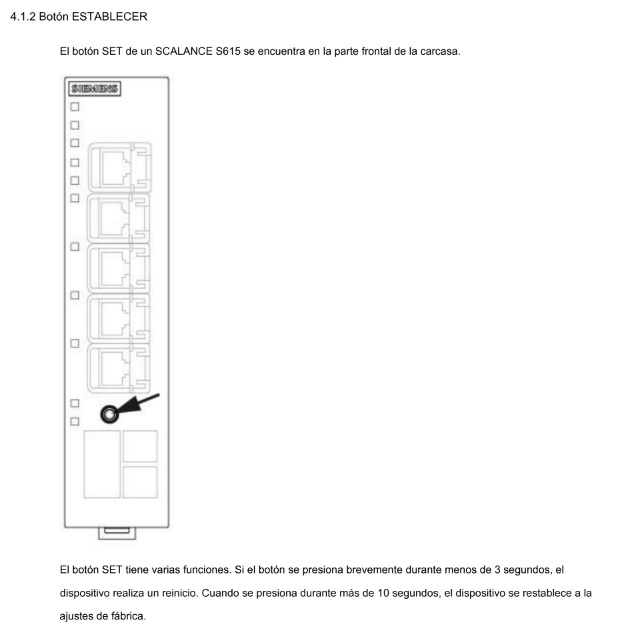 4.1.2 Botón ESTABLECER
El botón SET de un SCALANCE S615 se encuentra en la parte frontal de la carcasa.
SIEMENS
El botón SET tiene varias funciones. Si el botón se presiona brevemente durante menos de 3 segundos, el
dispositivo realiza un reinicio. Cuando se presiona durante más de 10 segundos, el dispositivo se restablece a la
ajustes de fábrica.